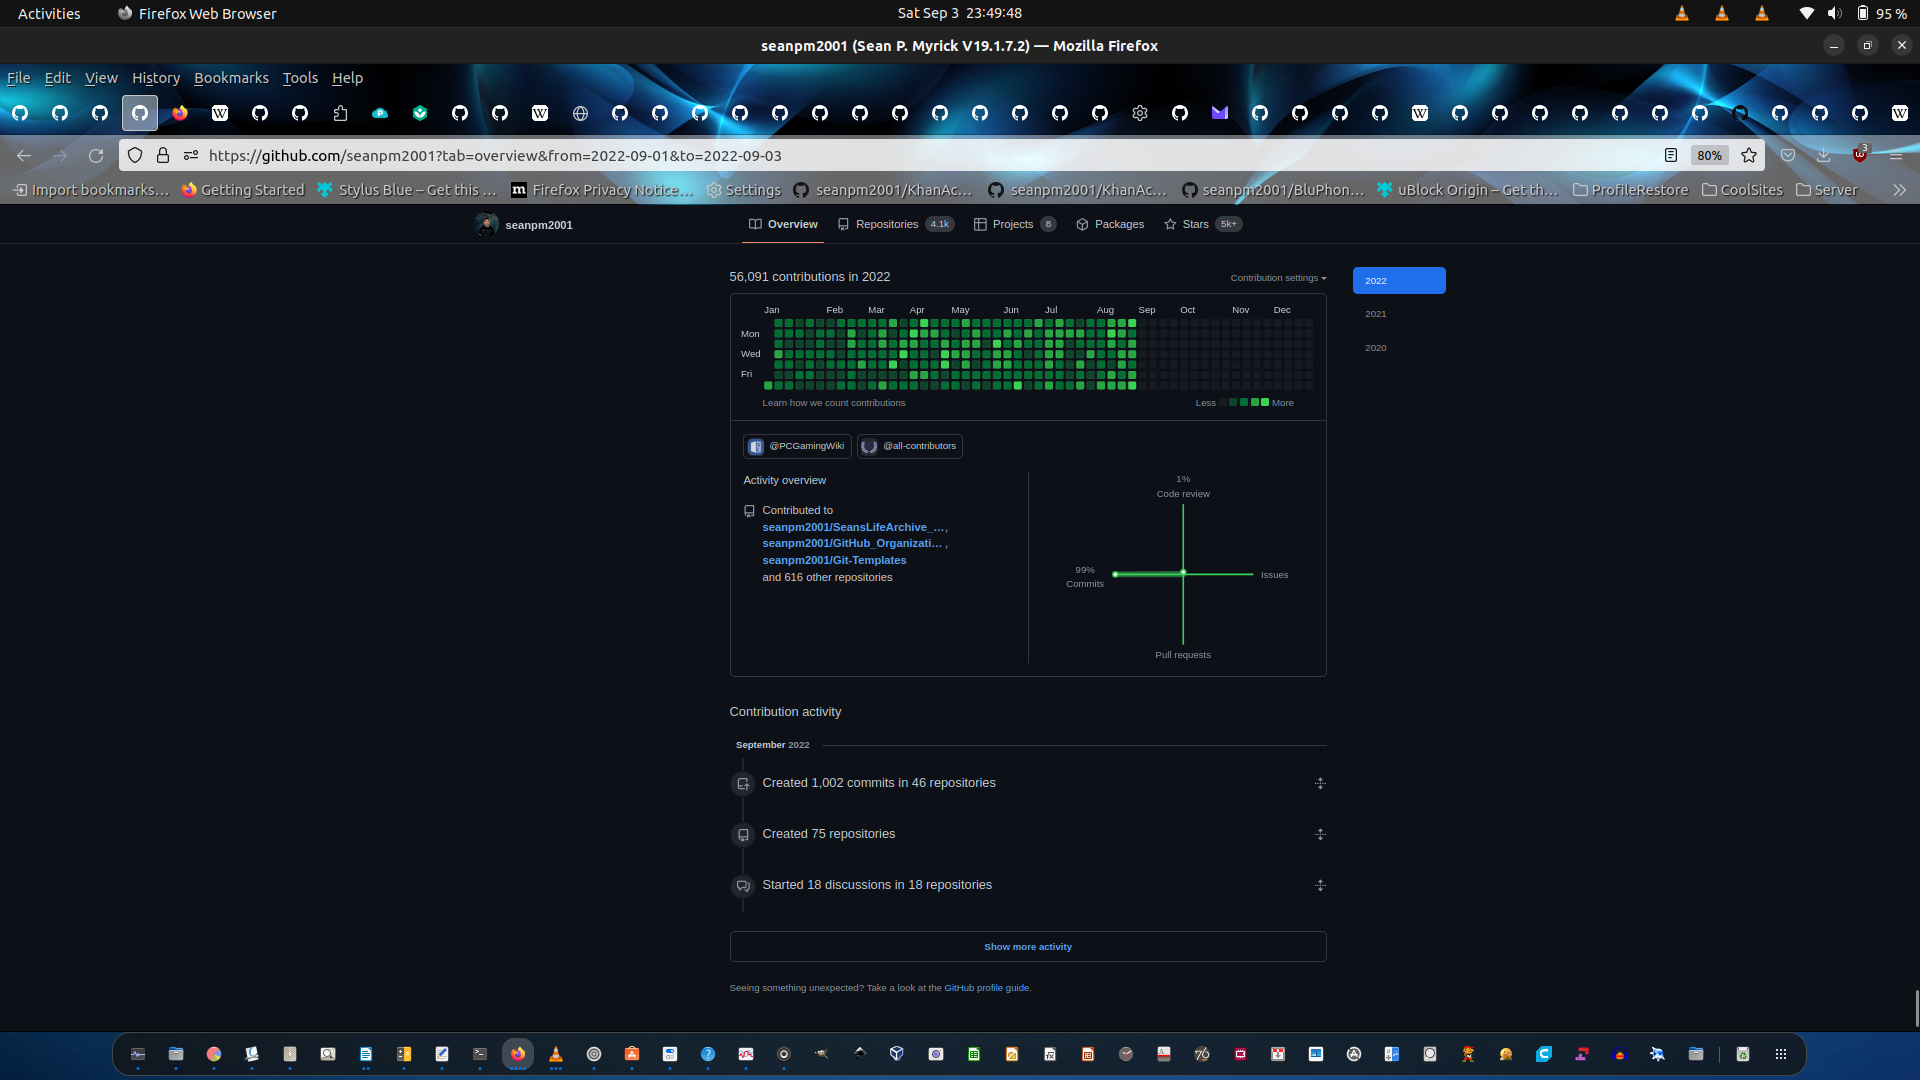 Activities
Firefox Web Browser
Sat Sep 3 23:49:48
95 %
seanpm2001 (Sean P. Myrick V19.1.7.2) — Mozilla Firefox
File Edit View History Bookmarks Tools Help
https://github.com/seanpm2001?tab=overview&from=2022-09-01&to=2022-09-03
80%
3
Import bookmarks…
Getting Started
Stylus Blue – Get this …
Firefox Privacy Notice…
Settings
seanpm2001/KhanAc…
seanpm2001/KhanAc…
seanpm2001/BluPhon…
uBlock Origin – Get th…
ProfileRestore
CoolSites
Server
seanpm2001
Overview
Repositories 4.1k
Projects 8
Packages
Stars 5k+
56,091 contributions in 2022
Contribution settings
2022
2021
2020
Jan Feb Mar Apr May Jun Jul Aug Sep Oct Nov Dec
Mon
Wed
Fri
Learn how we count contributions
Less More
@PCGamingWiki
@all-contributors
Activity overview
Contributed to
seanpm2001/SeansLifeArchive_…,
seanpm2001/GitHub_Organizati… ,
seanpm2001/Git-Templates
and 616 other repositories
1%
Code review
99%
Commits
Issues
Pull requests
Contribution activity
September 2022
Created 1,002 commits in 46 repositories
Created 75 repositories
Started 18 discussions in 18 repositories
Show more activity
Seeing something unexpected? Take a look at the GitHub profile guide.